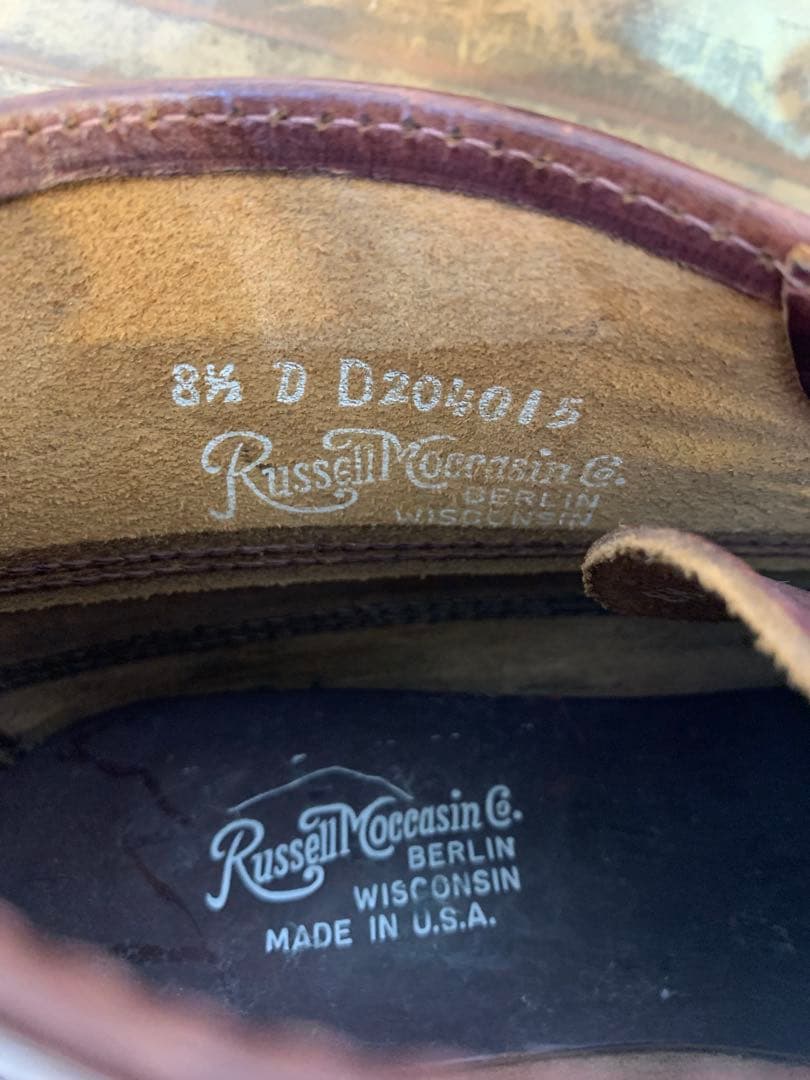 8½ D D204015
Russell Moccasin Co.
BERLIN
WISCONSIN
Russell Moccasin Co.
BERLIN
WISCONSIN
MADE IN U.S.A.